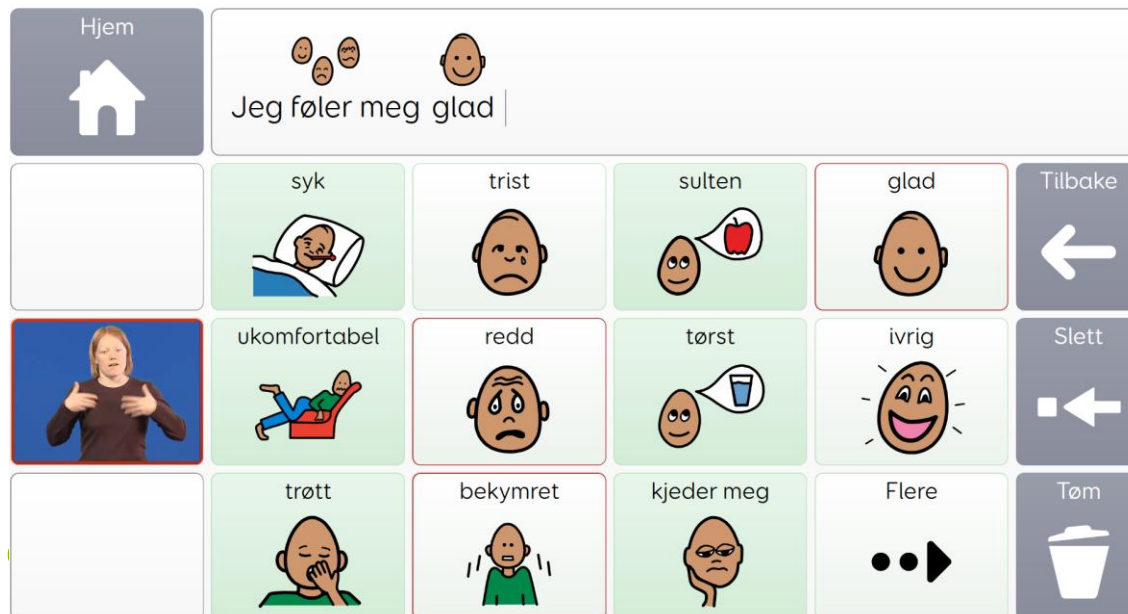 Hjem
Jeg føler meg glad
syk
trist
sulten
glad
Tilbake
ukomfortabel
redd
tørst
ivrig
Slett
trøtt
bekymret
kjeder meg
Flere
Tøm